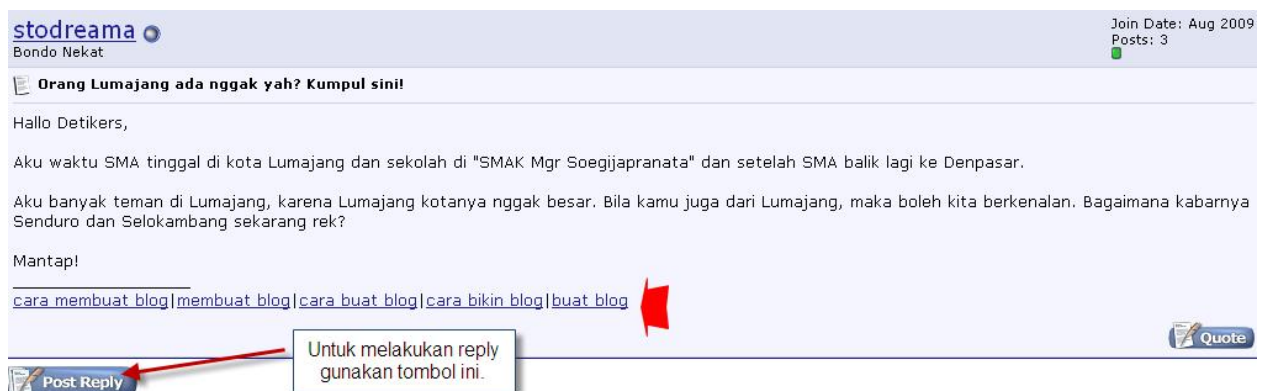 stodreama
Join Date: Aug 2009
Bondo Nekat
Posts: 3
Orang Lumajang ada nggak yah? Kumpul sini!
Hallo Detikers,
Aku waktu SMA tinggal di kota Lumajang dan sekolah di "SMAK Mgr Soegijapranata" dan setelah SMA balik lagi ke Denpasar.
Aku banyak teman di Lumajang, karena Lumajang kotanya nggak besar. Bila kamu juga dari Lumajang, maka boleh kita berkenalan. Bagaimana kabarnya
Senduro dan Selokambang sekarang rek?
Mantap!
cara membuat blog|membuat blog|cara buat blog|cara bikin blog|buat blog
Quote
Untuk melakukan reply
gunakan tombol ini.
Post Reply